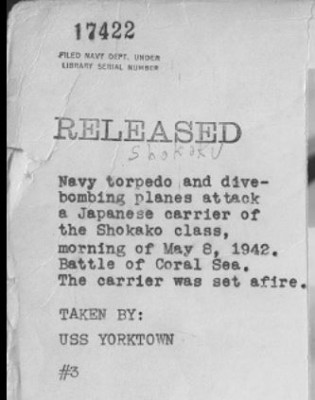 17422
FILED NAVY DEPT. UNDER
LIBRARY SERIAL NUMBER
RELEASED
Shokaku
Navy torpedo and dive-
bombing planes attack
a Japanese carrier of
the Shokako class,
morning of May 8, 1942.
Battle of Coral Sea.
The carrier was set afire.
TAKEN BY:
USS YORKTOWN
#3